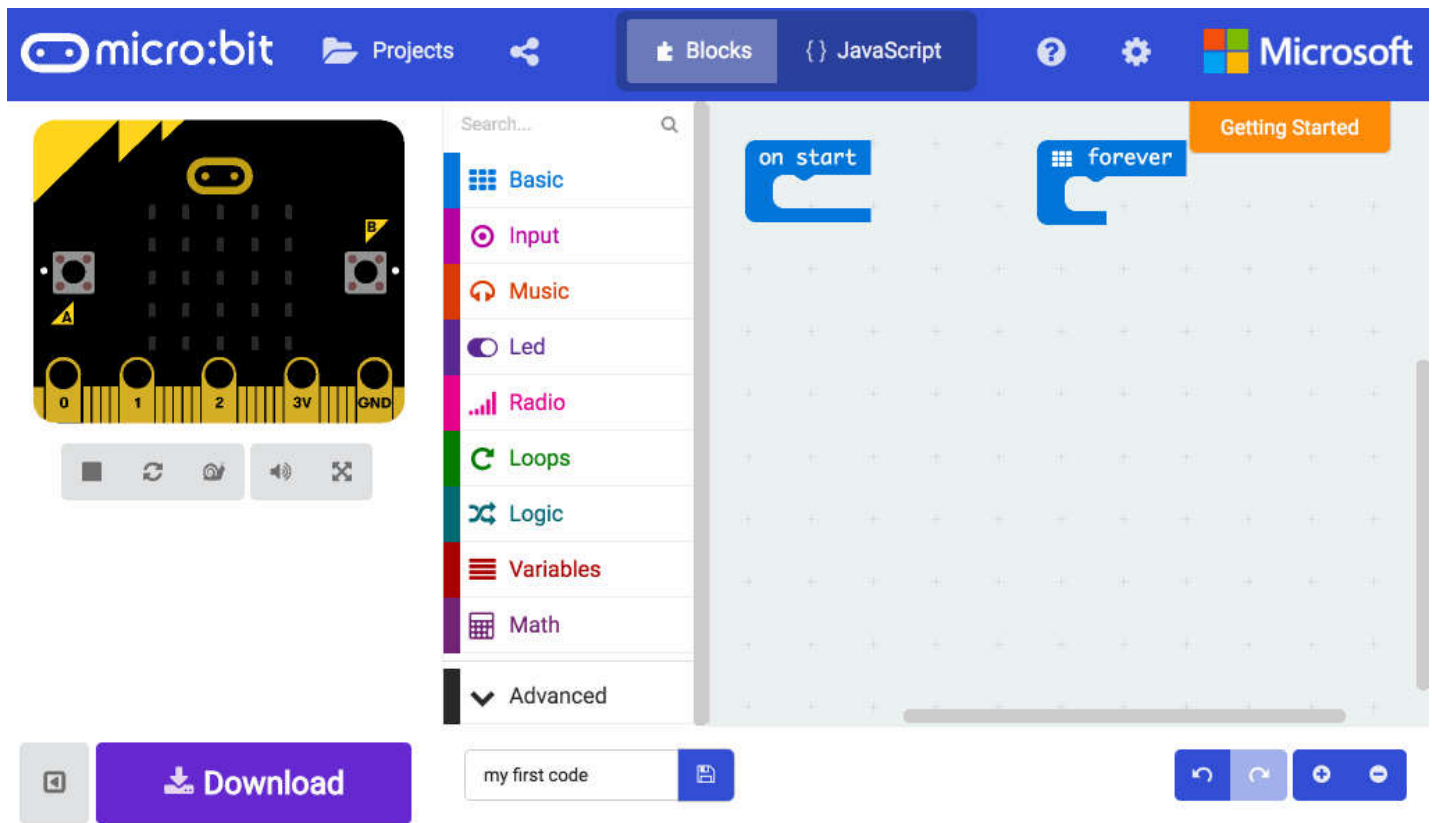 micro:bit
Projects
Blocks
{ } JavaScript
Microsoft
Search...
Getting Started
on start
forever
Basic
Input
Music
Led
Radio
Loops
Logic
Variables
Math
Advanced
B
A
0
1
2
3V
GND
Download
my first code